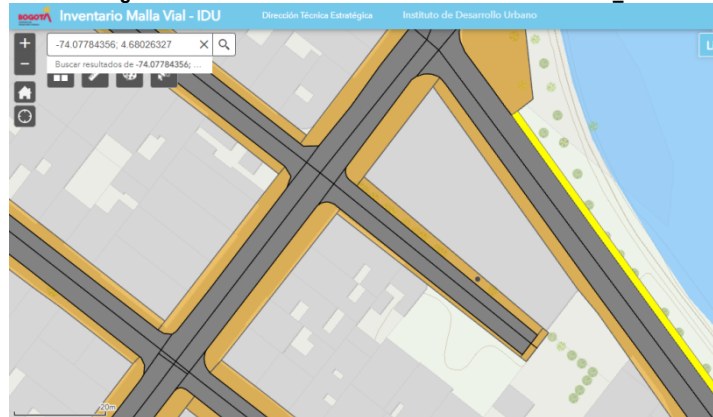 BOGOTÁ
Inventario Malla Vial - IDU
Dirección Técnica Estratégica
Instituto de Desarrollo Urbano
-74.07784356; 4.68026327
Buscar resultados de -74.07784356; ...
L
20m